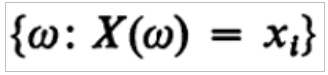 {ω: X(ω) = xᵢ}